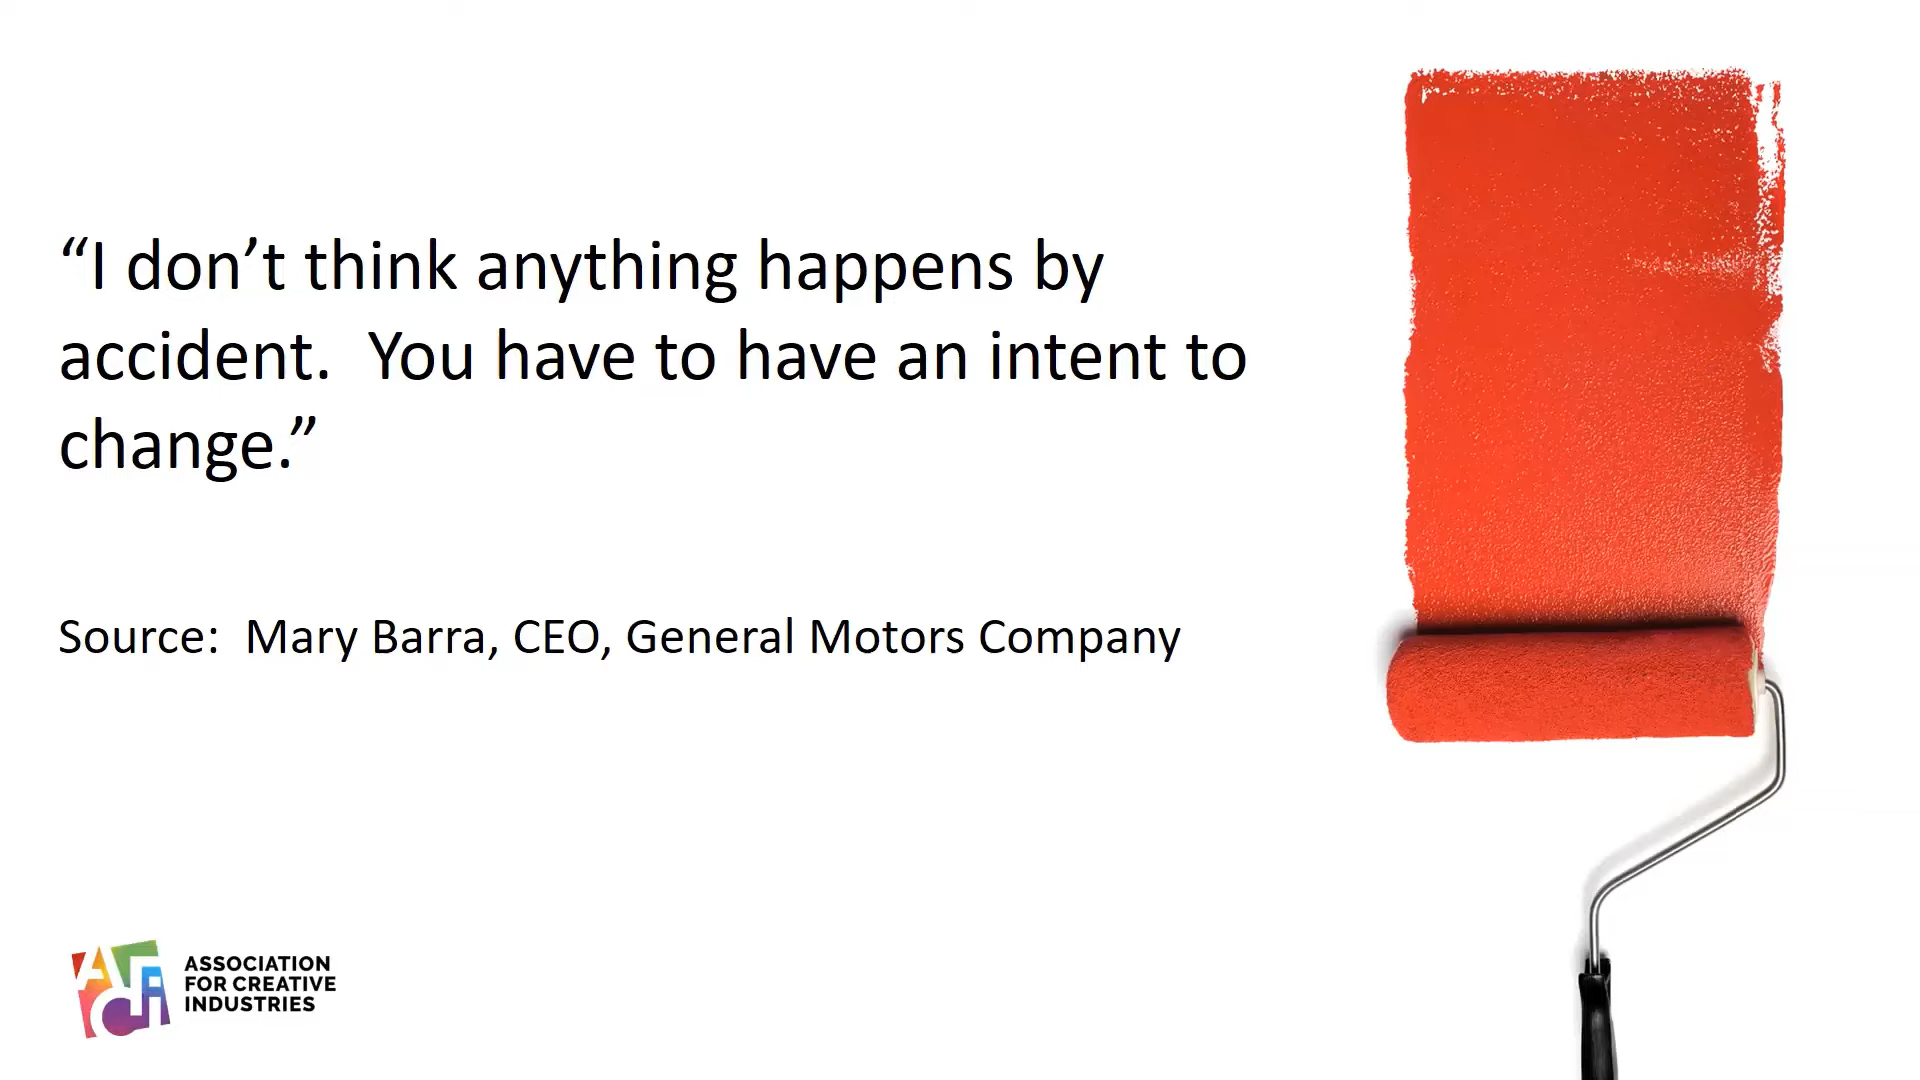 “I don’t think anything happens by
accident.  You have to have an intent to
change.”
Source:  Mary Barra, CEO, General Motors Company
AFCI
ASSOCIATION
FOR CREATIVE
INDUSTRIES